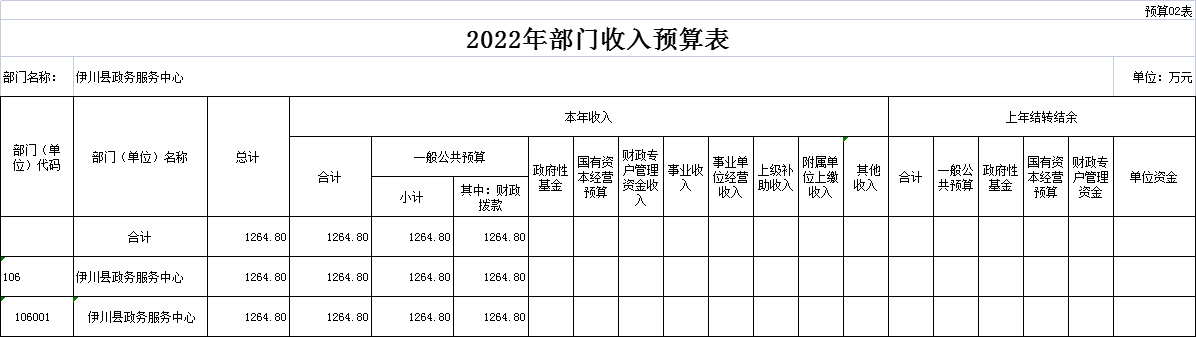 预算02表
2022年部门收入预算表
部门名称： 伊川县政务服务中心 单位：万元
部门（单位）代码 部门（单位）名称 总计 本年收入 上年结转结余
合计 一般公共预算 政府性基金 国有资本经营预算 财政专户管理资金收入 事业收入 事业单位经营收入 上级补助收入 附属单位上缴收入 其他收入 合计 一般公共预算 政府性基金 国有资本经营预算 财政专户管理资金 单位资金
小计 其中：财政拨款
合计 1264.80 1264.80 1264.80 1264.80
106 伊川县政务服务中心 1264.80 1264.80 1264.80 1264.80
106001 伊川县政务服务中心 1264.80 1264.80 1264.80 1264.80